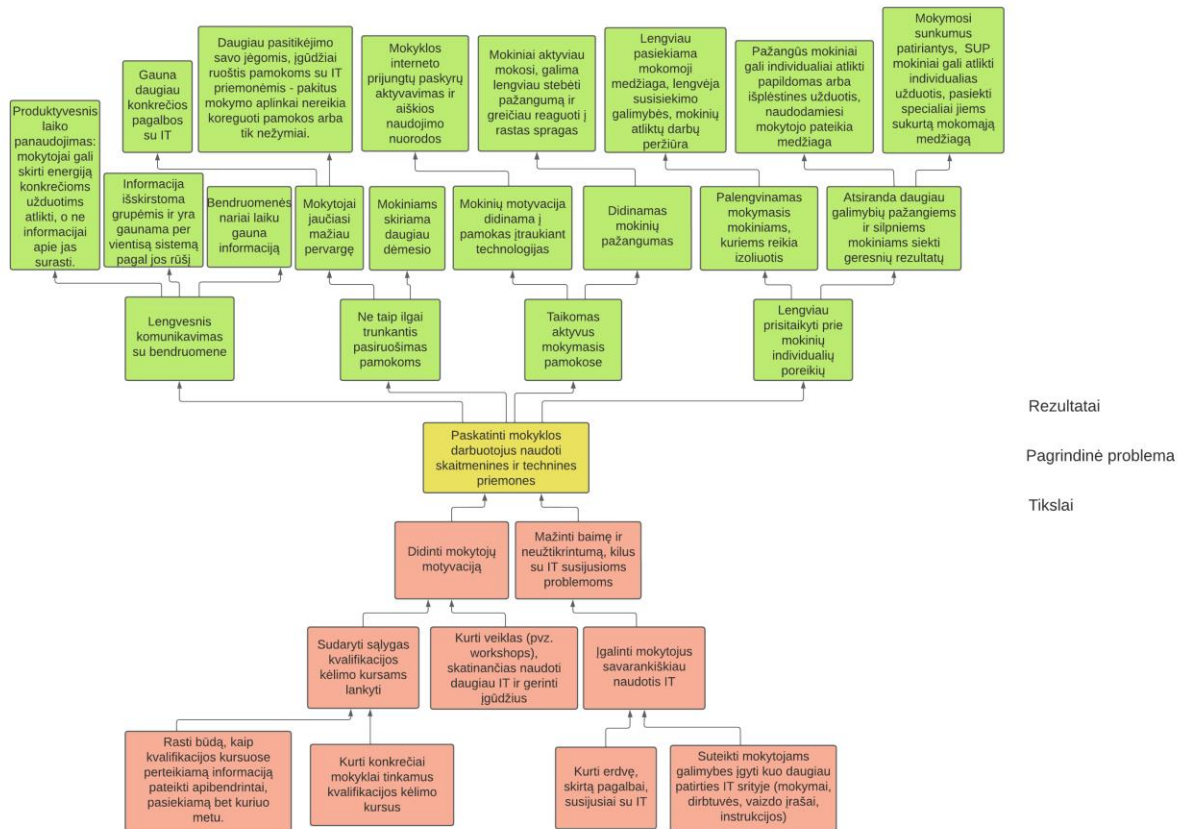 Produktyvesnis
laiko
panaudojimas:
mokytojai gali
skirti energiją
konkrečioms
užduotims
atlikti, o ne
informacijai
apie jas
surasti.
Gauna
daugiau
konkrečios
pagalbos
su IT
Daugiau pasitikėjimo
savo jėgomis, įgūdžiai
ruoštis pamokoms su IT
priemonėmis - pakitus
mokymo aplinkai nereikia
koreguoti pamokos arba
tik nežymiai.
Mokyklos
interneto
prijungtų paskyrų
aktyvavimas ir
aiškios
naudojimo
nuorodos
Mokiniai aktyviau
mokosi, galima
lengviau stebėti
pažangumą ir
greičiau reaguoti į
rastas spragas
Lengviau
pasiekiama
mokomoji
medžiaga, lengvėja
susisiekimo
galimybės, mokinių
atliktų darbų
peržiūra
Pažangūs mokiniai
gali individualiai atlikti
papildomas arba
išplėstines užduotis,
naudodamiesi
mokytojo pateikia
medžiaga
Mokymosi
sunkumus
patiriantys, SUP
mokiniai gali atlikti
individualias
užduotis, pasiekti
specialiai jiems
sukurtą mokomąją
medžiagą
Informacija
išskirstoma
grupėmis ir yra
gaunama per
vientisą sistemą
pagal jos rūšį
Bendruomenės
nariai laiku
gauna
informaciją
Mokytojai
jaučiasi
mažiau
pervargę
Mokiniams
skiriama
daugiau
dėmesio
Mokinių motyvacija
didinama į
pamokas įtraukiant
technologijas
Didinamas
mokinių
pažangumas
Palengvinamas
mokymasis
mokiniams,
kuriems reikia
izoliuotis
Atsiranda daugiau
galimybių pažangiems
ir silpniems
mokiniams siekti
geresnių rezultatų
Lengvesnis
komunikavimas
su bendruomene
Ne taip ilgai
trunkantis
pasiruošimas
pamokoms
Taikomas
aktyvus
mokymasis
pamokose
Lengviau
prisitaikyti prie
mokinių
individualių
poreikių
Rezultatai
Paskatinti mokyklos
darbuotojus naudoti
skaitmenines ir technines
priemones
Pagrindinė problema
Tikslai
Didinti mokytojų
motyvaciją
Mažinti baimę ir
neužtikrintumą, kilus
su IT susijusioms
problemoms
Sudaryti sąlygas
kvalifikacijos
kėlimo kursams
lankyti
Kurti veiklas (pvz.
workshops),
skatinančias naudoti
daugiau IT ir gerinti
įgūdžius
Įgalinti mokytojus
savarankiškiau
naudotis IT
Rasti būdą, kaip
kvalifikacijos kursuose
perteikiamą informaciją
pateikti apibendrintai,
pasiekiamą bet kuriuo
metu.
Kurti konkrečiai
mokyklai tinkamus
kvalifikacijos kėlimo
kursus
Kurti erdvę,
skirtą pagalbai,
susijusiai su IT
Suteikti mokytojams
galimybes įgyti kuo daugiau
patirties IT srityje (mokymai,
dirbtuvės, vaizdo įrašai,
instrukcijos)